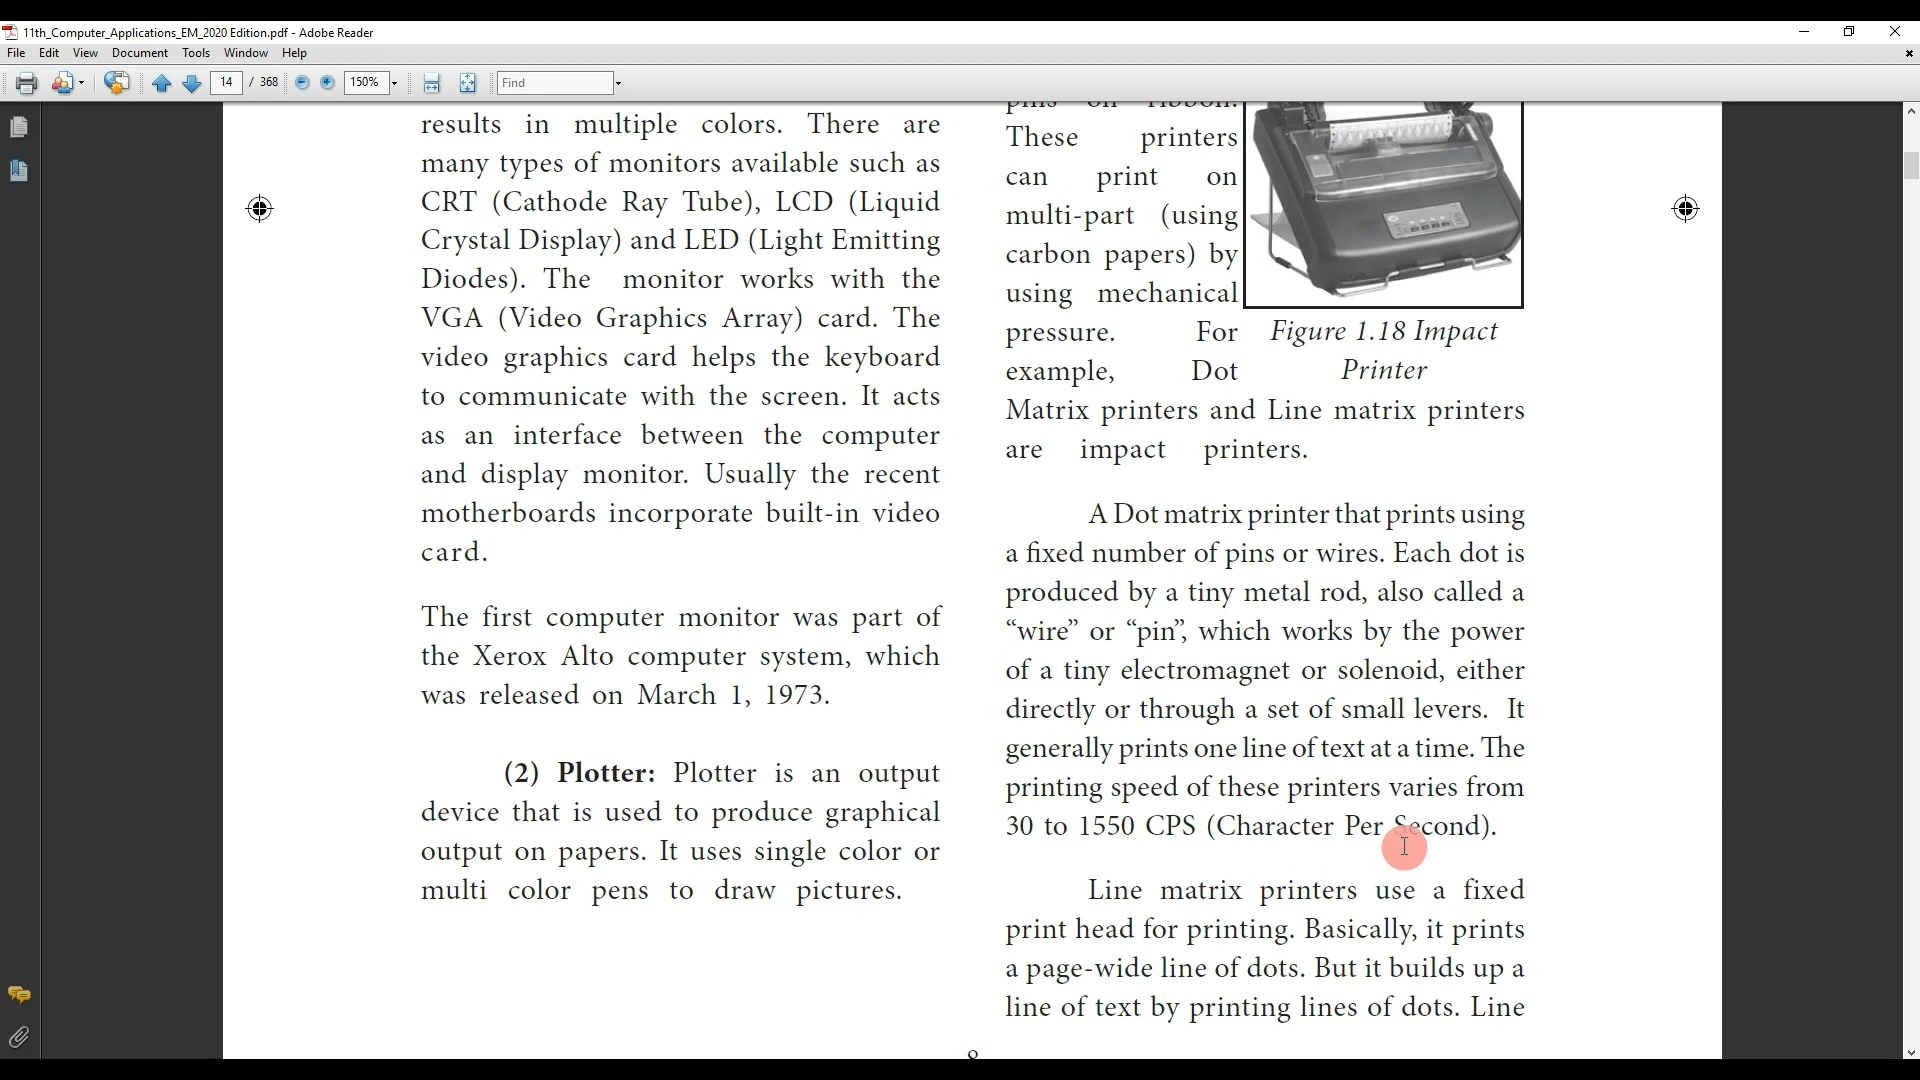 11th_Computer_Applications_EM_2020 Edition.pdf - Adobe Reader
File Edit View Document Tools Window Help
14 / 368 150% Find
results in multiple colors. There are
many types of monitors available such as
CRT (Cathode Ray Tube), LCD (Liquid
Crystal Display) and LED (Light Emitting
Diodes). The monitor works with the
VGA (Video Graphics Array) card. The
video graphics card helps the keyboard
to communicate with the screen. It acts
as an interface between the computer
and display monitor. Usually the recent
motherboards incorporate built-in video
card.
The first computer monitor was part of
the Xerox Alto computer system, which
was released on March 1, 1973.
(2) Plotter: Plotter is an output
device that is used to produce graphical
output on papers. It uses single color or
multi color pens to draw pictures.
pins on ribbon.
These printers
can print on
multi-part (using
carbon papers) by
using mechanical
pressure. For
example, Dot
Matrix printers and Line matrix printers
are impact printers.
Figure 1.18 Impact
Printer
A Dot matrix printer that prints using
a fixed number of pins or wires. Each dot is
produced by a tiny metal rod, also called a
“wire” or “pin”, which works by the power
of a tiny electromagnet or solenoid, either
directly or through a set of small levers. It
generally prints one line of text at a time. The
printing speed of these printers varies from
30 to 1550 CPS (Character Per Second).
Line matrix printers use a fixed
print head for printing. Basically, it prints
a page-wide line of dots. But it builds up a
line of text by printing lines of dots. Line